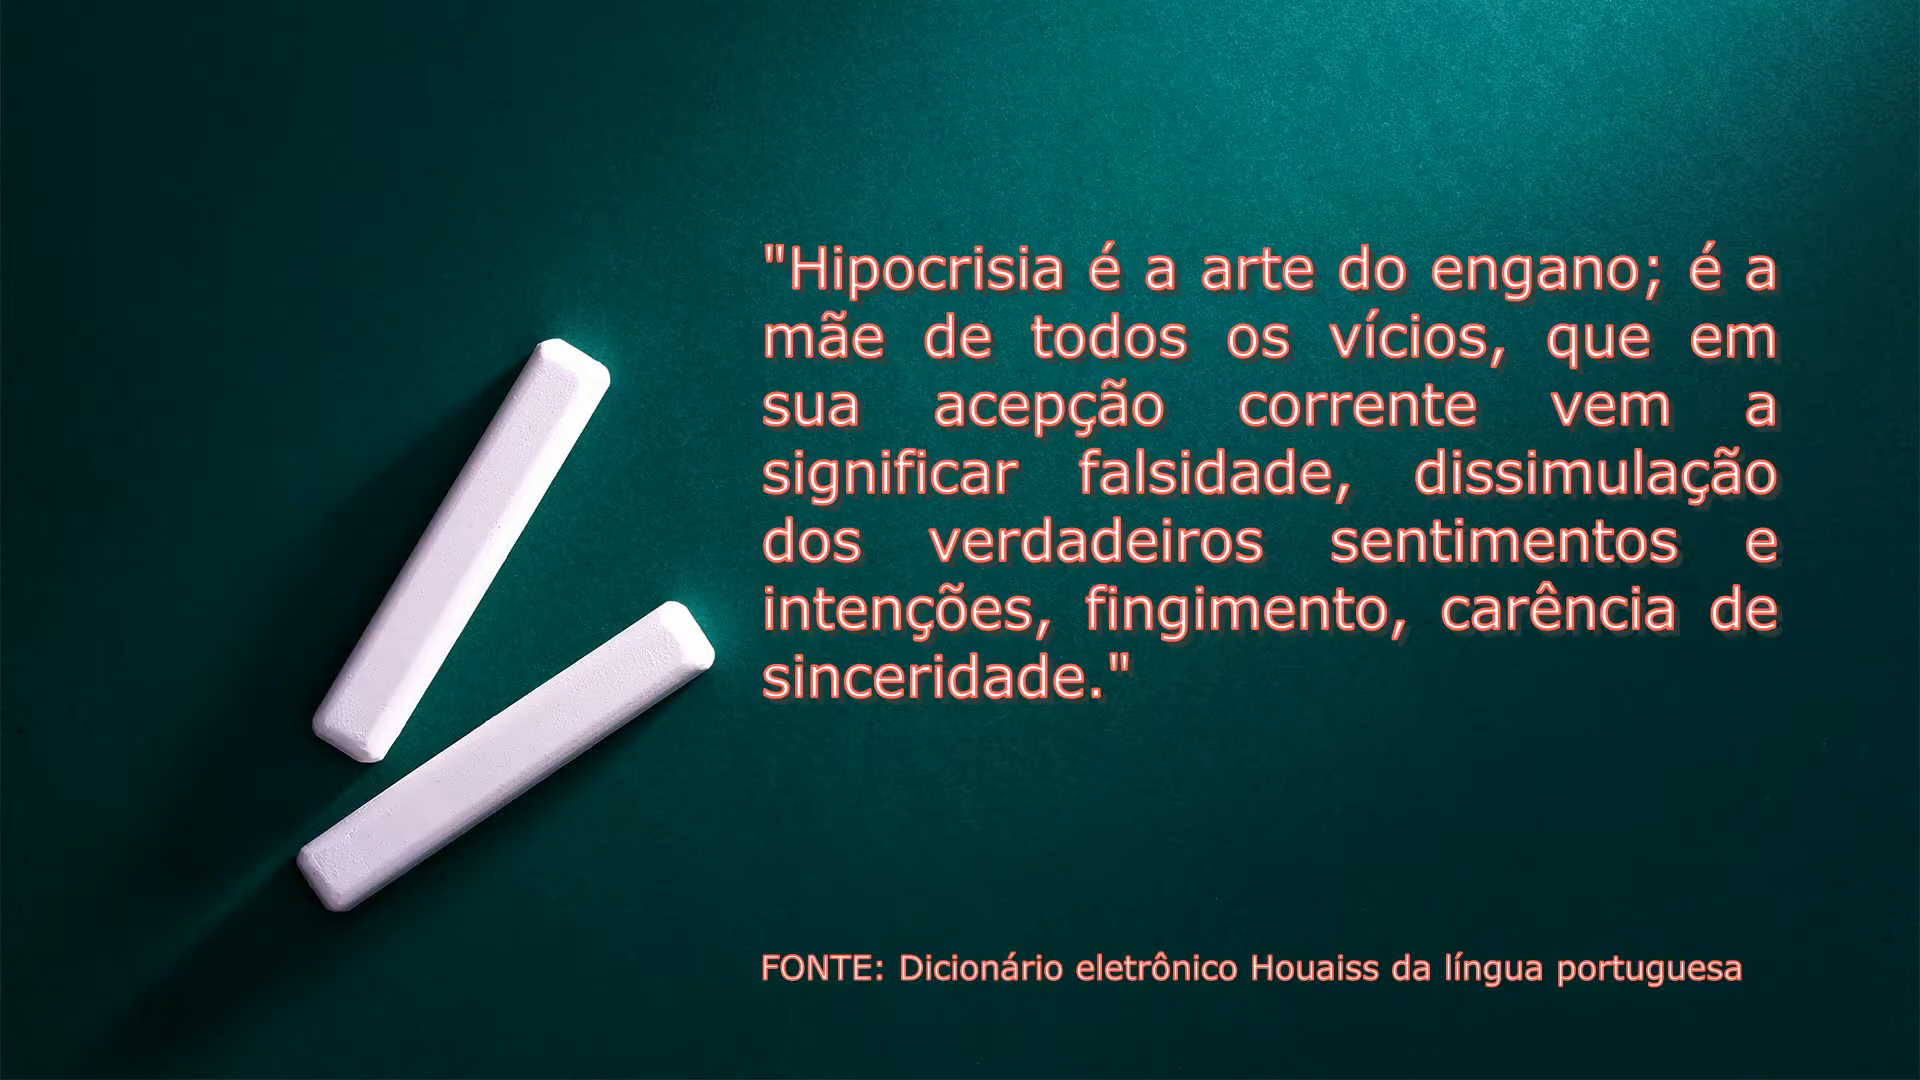 "Hipocrisia é a arte do engano; é a
mãe de todos os vícios, que em
sua acepção corrente vem a
significar falsidade, dissimulação
dos verdadeiros sentimentos e
intenções, fingimento, carência de
sinceridade."
FONTE: Dicionário eletrônico Houaiss da língua portuguesa